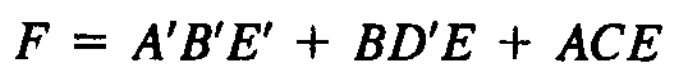 F = A'B'E' + BD'E + ACE